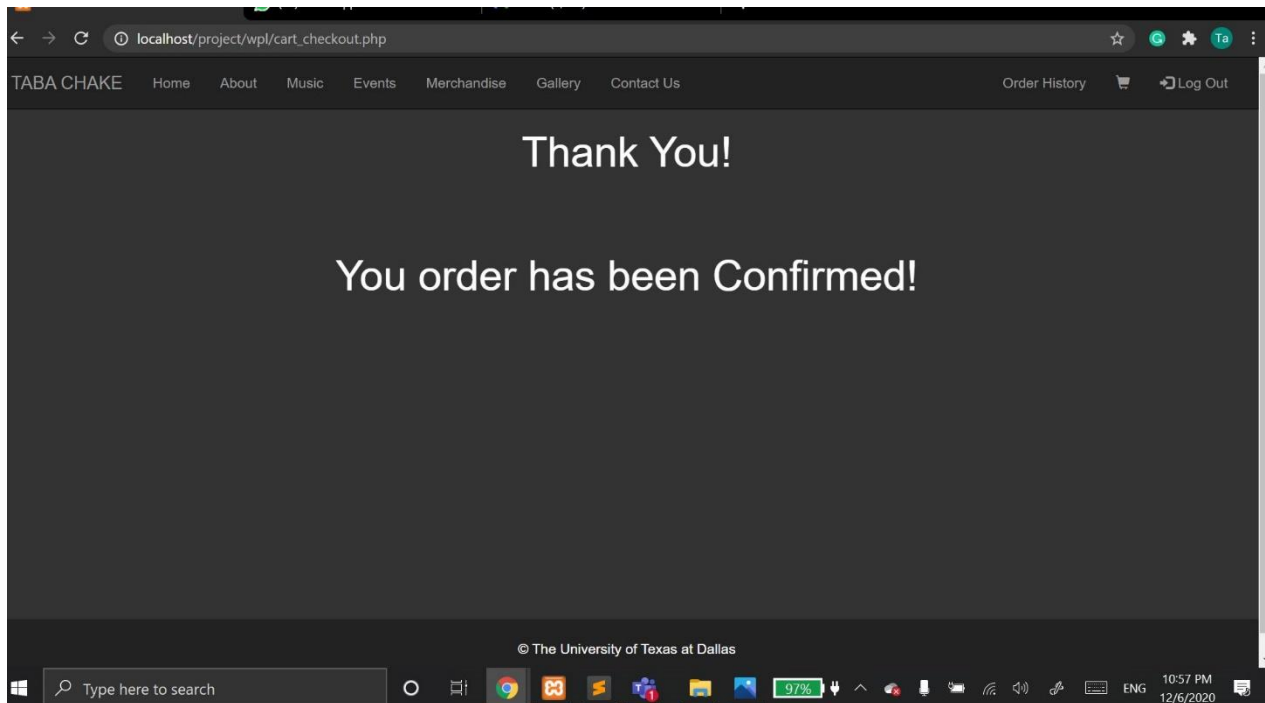 localhost/project/wpl/cart_checkout.php
Ta
TABA CHAKE Home About Music Events Merchandise Gallery Contact Us Order History Log Out
Thank You!
You order has been Confirmed!
© The University of Texas at Dallas
Type here to search 97% ENG 10:57 PM
12/6/2020